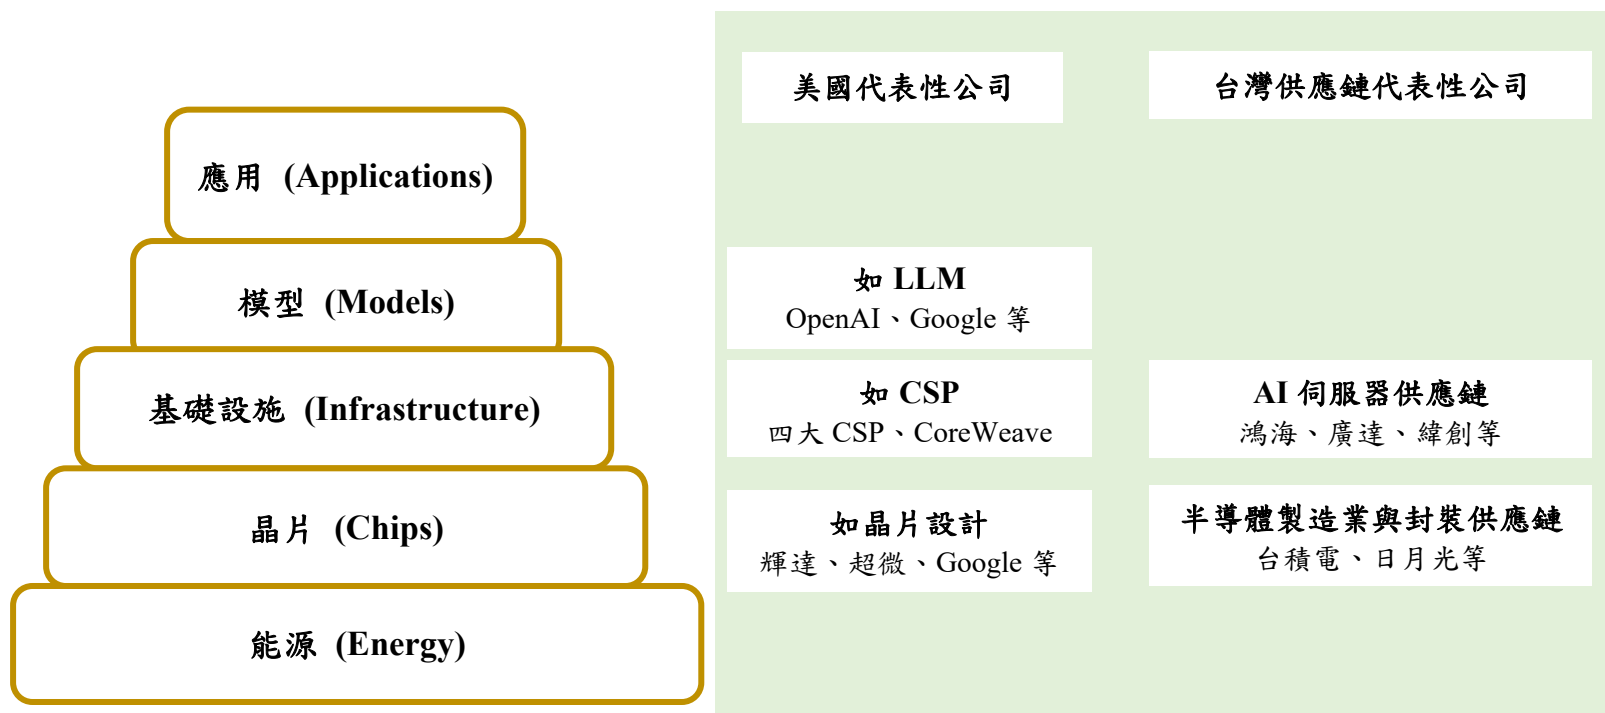 美國代表性公司
台灣供應鏈代表性公司
應用 (Applications)
模型 (Models)
如 LLM
OpenAI、Google 等
基礎設施 (Infrastructure)
如 CSP
四大 CSP、CoreWeave
AI 伺服器供應鏈
鴻海、廣達、緯創等
晶片 (Chips)
如晶片設計
輝達、超微、Google 等
半導體製造業與封裝供應鏈
台積電、日月光等
能源 (Energy)